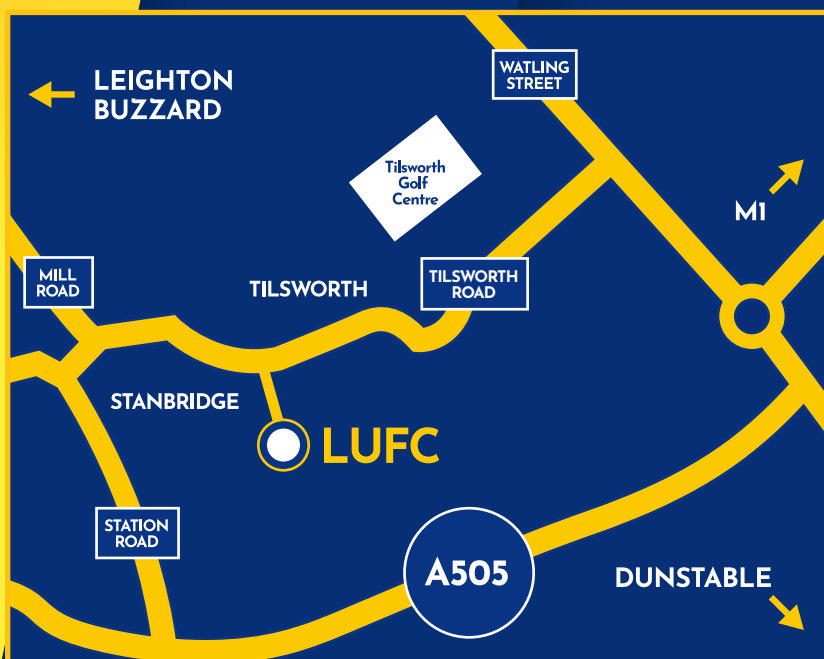 LEIGHTON
BUZZARD
WATLING
STREET
Tilsworth
Golf
Centre
M1
MILL
ROAD
TILSWORTH
TILSWORTH
ROAD
STANBRIDGE
LUFC
STATION
ROAD
A505
DUNSTABLE